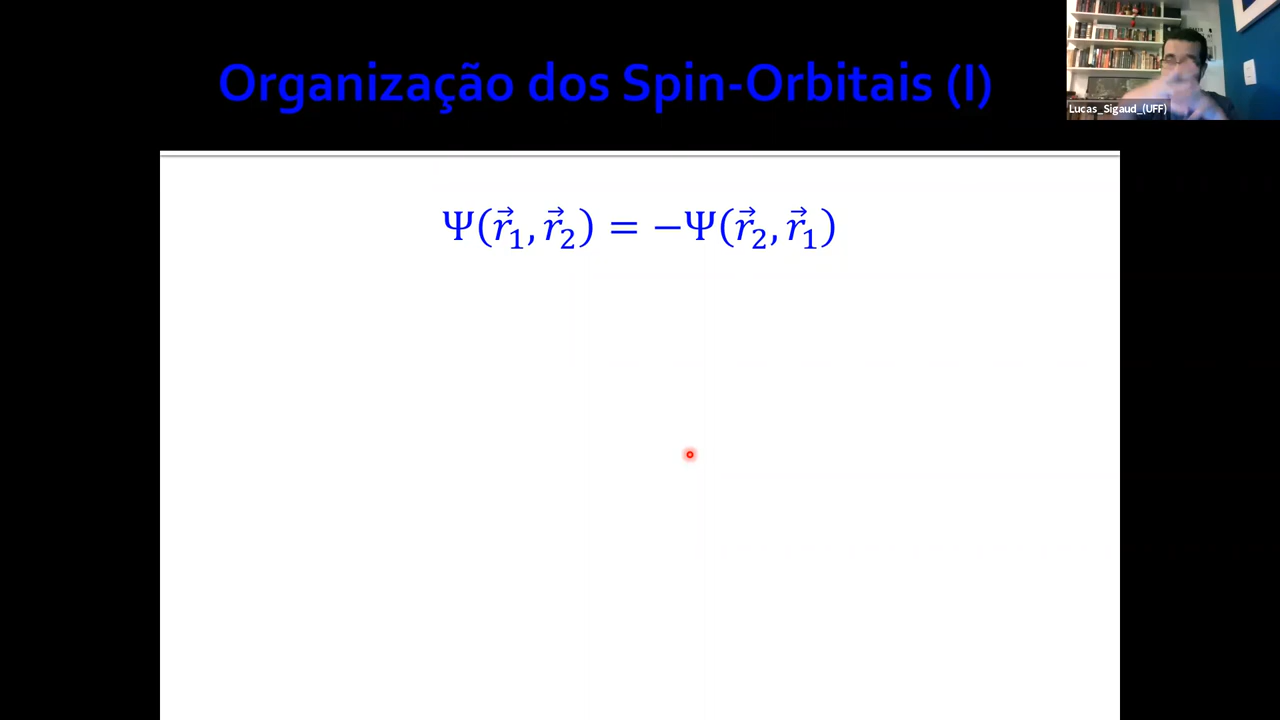 Organização dos Spin-Orbitais (I)
Lucas_Sigaud_(UFF)
Ψ(r⃗₁, r⃗₂) = −Ψ(r⃗₂, r⃗₁)